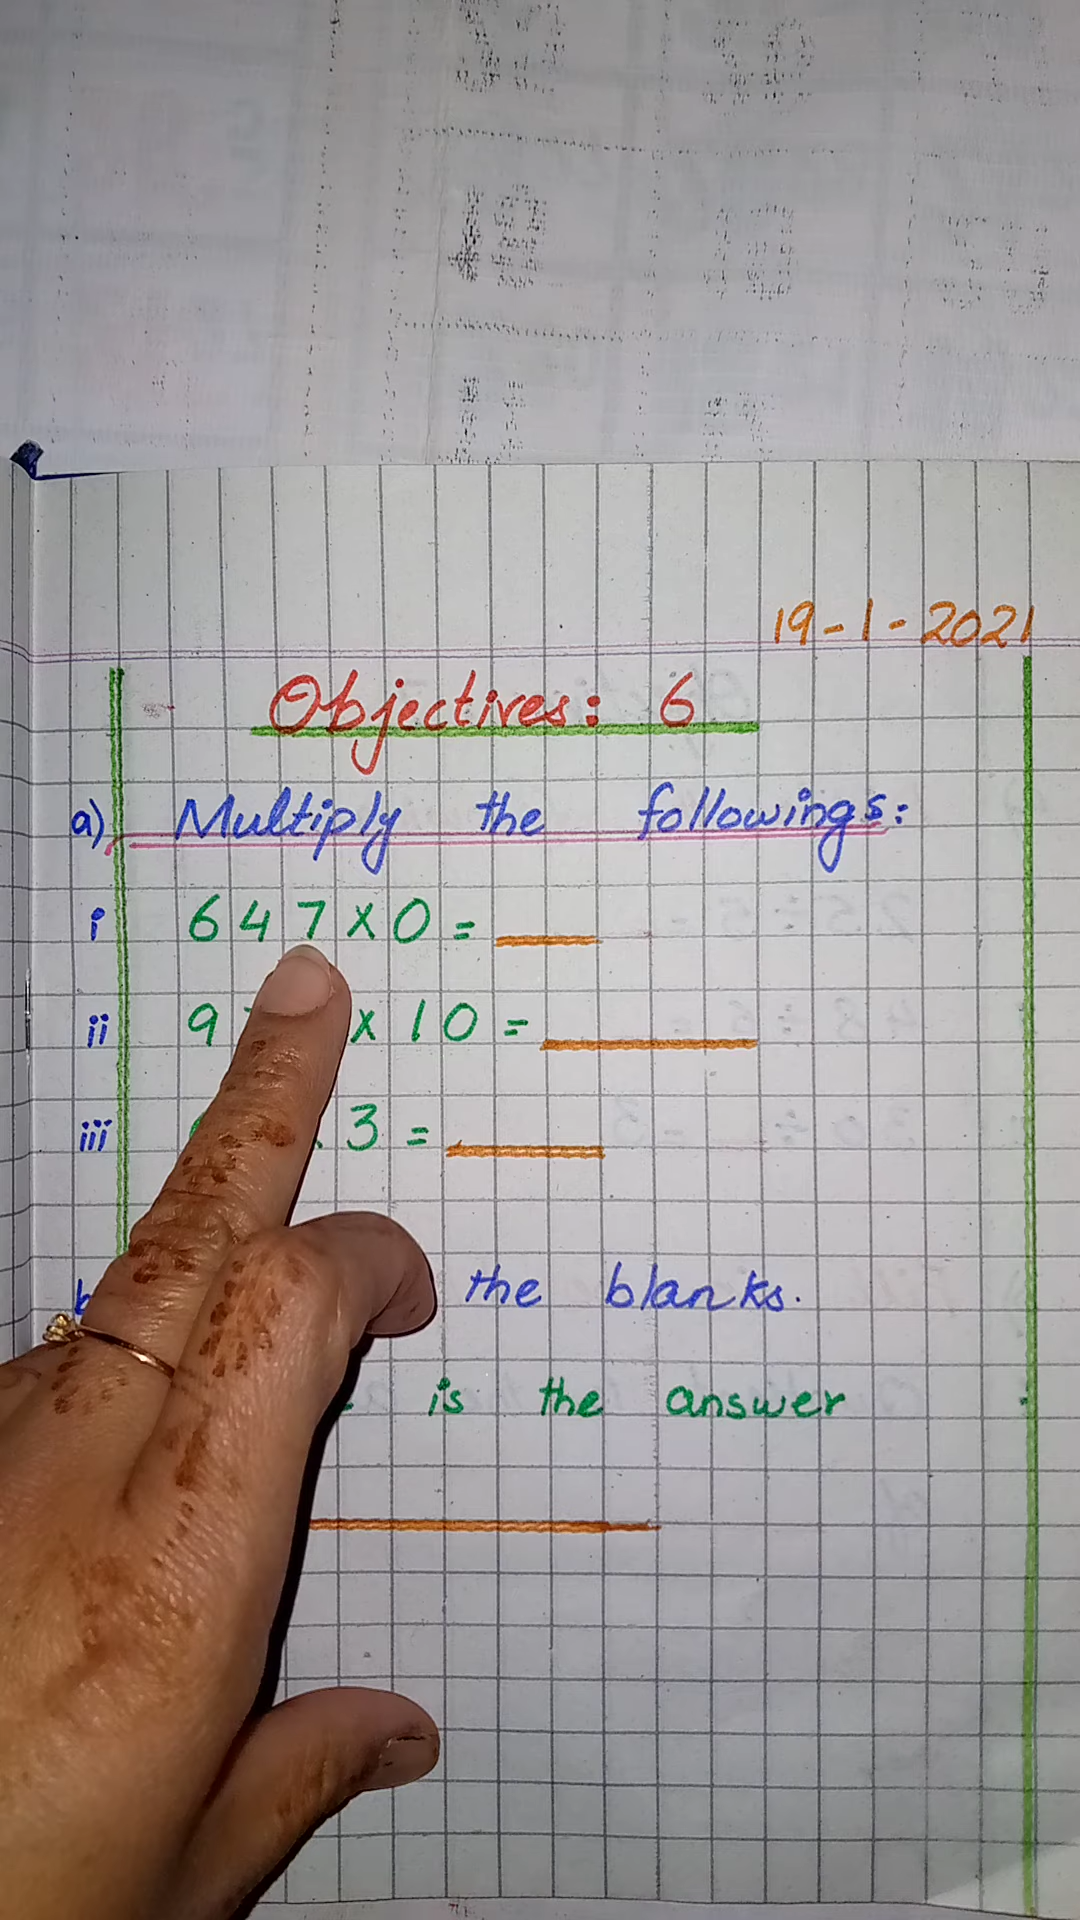 19-1-2021
Objectives: 6
a) Multiply the followings:
i 647 × 0 =
ii 9 × 10 =
iii 3 =
the blanks.
is the answer